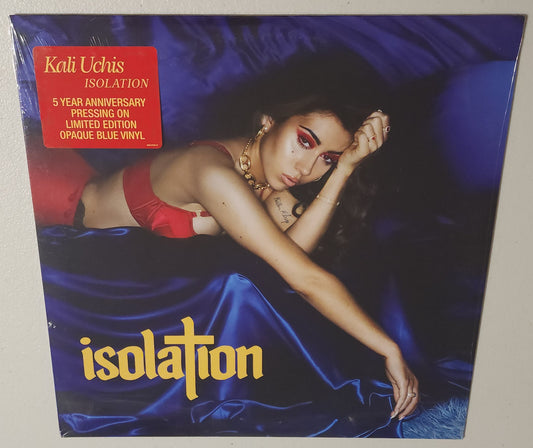 Kali Uchis
ISOLATION
5 YEAR ANNIVERSARY
PRESSING ON
LIMITED EDITION
OPAQUE BLUE VINYL
isolation